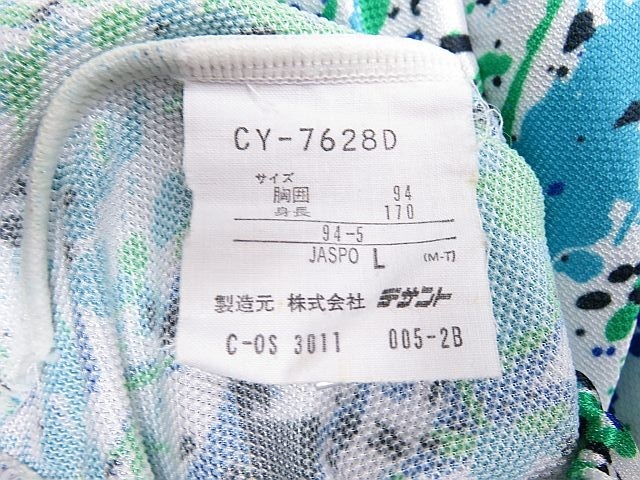 CY-7628D
サイズ
胸囲 94
身長 170
94-5
JASPO L (M-T)
製造元 株式会社 デサント
C-OS 3011 005-2B